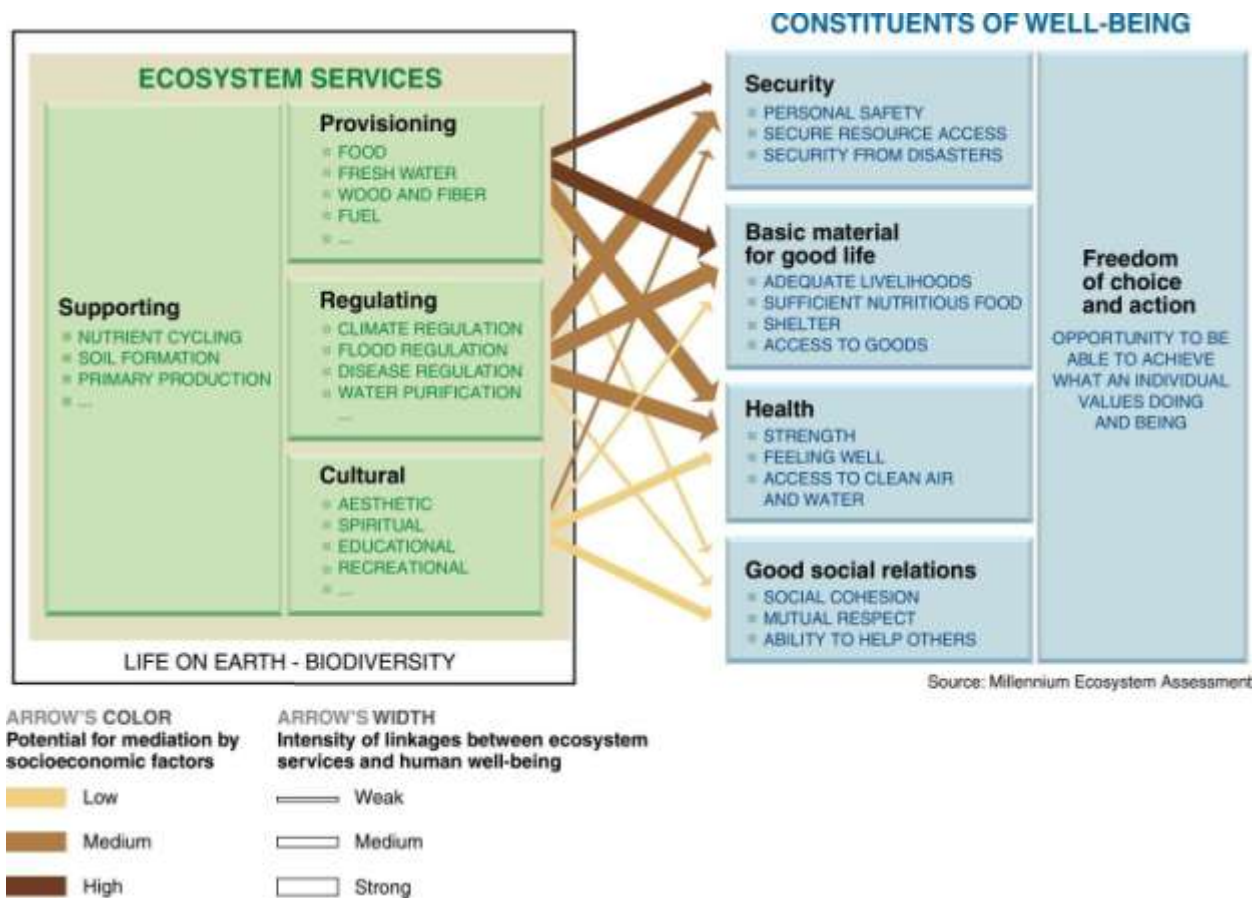 CONSTITUENTS OF WELL-BEING
ECOSYSTEM SERVICES
Supporting
NUTRIENT CYCLING
SOIL FORMATION
PRIMARY PRODUCTION
...
Provisioning
FOOD
FRESH WATER
WOOD AND FIBER
FUEL
...
Regulating
CLIMATE REGULATION
FLOOD REGULATION
DISEASE REGULATION
WATER PURIFICATION
...
Cultural
AESTHETIC
SPIRITUAL
EDUCATIONAL
RECREATIONAL
...
LIFE ON EARTH - BIODIVERSITY
Security
PERSONAL SAFETY
SECURE RESOURCE ACCESS
SECURITY FROM DISASTERS
Basic material
for good life
ADEQUATE LIVELIHOODS
SUFFICIENT NUTRITIOUS FOOD
SHELTER
ACCESS TO GOODS
Health
STRENGTH
FEELING WELL
ACCESS TO CLEAN AIR
AND WATER
Good social relations
SOCIAL COHESION
MUTUAL RESPECT
ABILITY TO HELP OTHERS
Freedom
of choice
and action
OPPORTUNITY TO BE
ABLE TO ACHIEVE
WHAT AN INDIVIDUAL
VALUES DOING
AND BEING
Source: Millennium Ecosystem Assessment
ARROW'S COLOR
Potential for mediation by
socioeconomic factors
Low
Medium
High
ARROW'S WIDTH
Intensity of linkages between ecosystem
services and human well-being
Weak
Medium
Strong